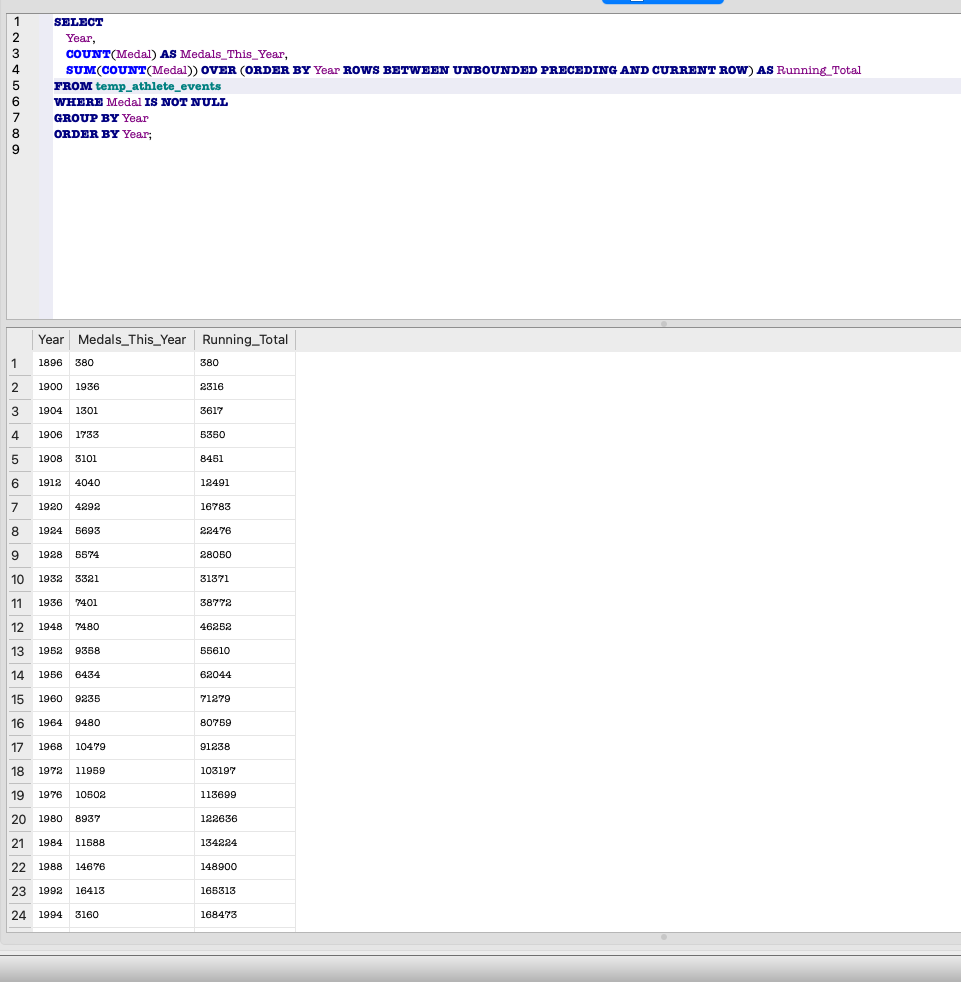 1 SELECT
2 Year,
3 COUNT(Medal) AS Medals_This_Year,
4 SUM(COUNT(Medal)) OVER (ORDER BY Year ROWS BETWEEN UNBOUNDED PRECEDING AND CURRENT ROW) AS Running_Total
5 FROM temp_athlete_events
6 WHERE Medal IS NOT NULL
7 GROUP BY Year
8 ORDER BY Year;
9
Year Medals_This_Year Running_Total
1 1896 380 380
2 1900 1936 2316
3 1904 1301 3617
4 1906 1733 5350
5 1908 3101 8451
6 1912 4040 12491
7 1920 4292 16783
8 1924 5693 22476
9 1928 5574 28050
10 1932 3321 31371
11 1936 7401 38772
12 1948 7480 46252
13 1952 9358 55610
14 1956 6434 62044
15 1960 9235 71279
16 1964 9480 80759
17 1968 10479 91238
18 1972 11959 103197
19 1976 10502 113699
20 1980 8937 122636
21 1984 11588 134224
22 1988 14676 148900
23 1992 16413 165313
24 1994 3160 168473